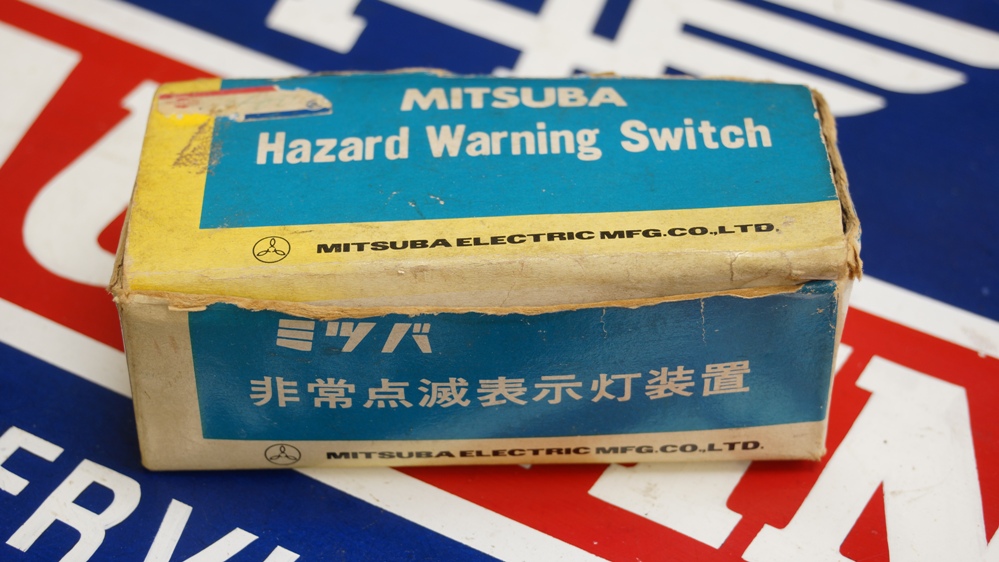 MITSUBA
Hazard Warning Switch
MITSUBA ELECTRIC MFG.CO.,LTD.
ミツバ
非常点滅表示灯装置
MITSUBA ELECTRIC MFG.CO.,LTD.